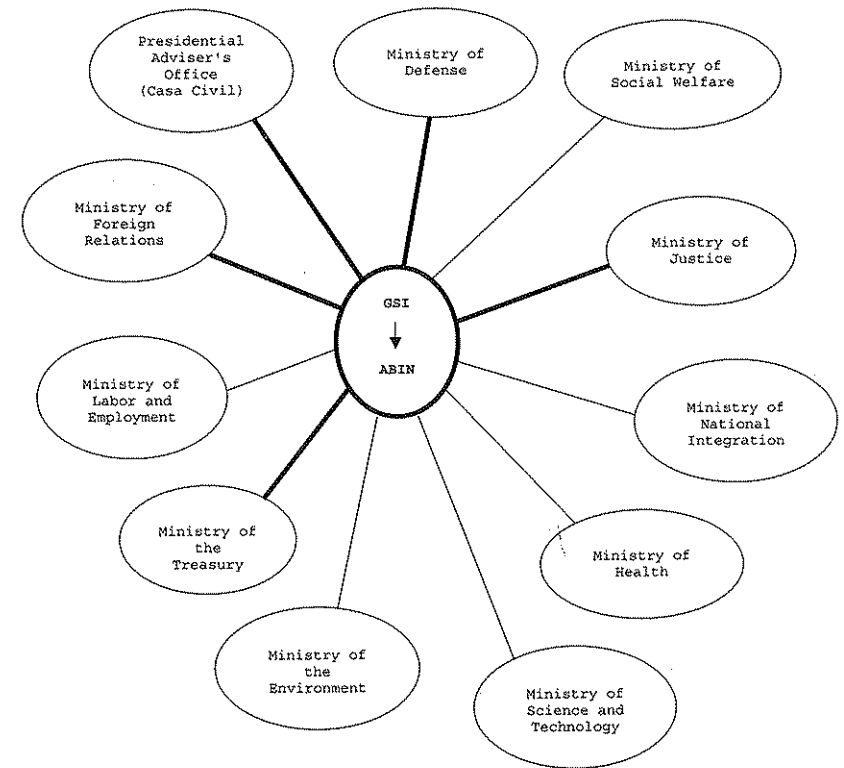 Presidential
Adviser's
Office
(Casa Civil)
Ministry of
Defense
Ministry of
Social Welfare
Ministry of
Foreign
Relations
Ministry of
Justice
GSI
ABIN
Ministry of
Labor and
Employment
Ministry of
National
Integration
Ministry of
the
Treasury
Ministry of
Health
Ministry of
the
Environment
Ministry of
Science and
Technology